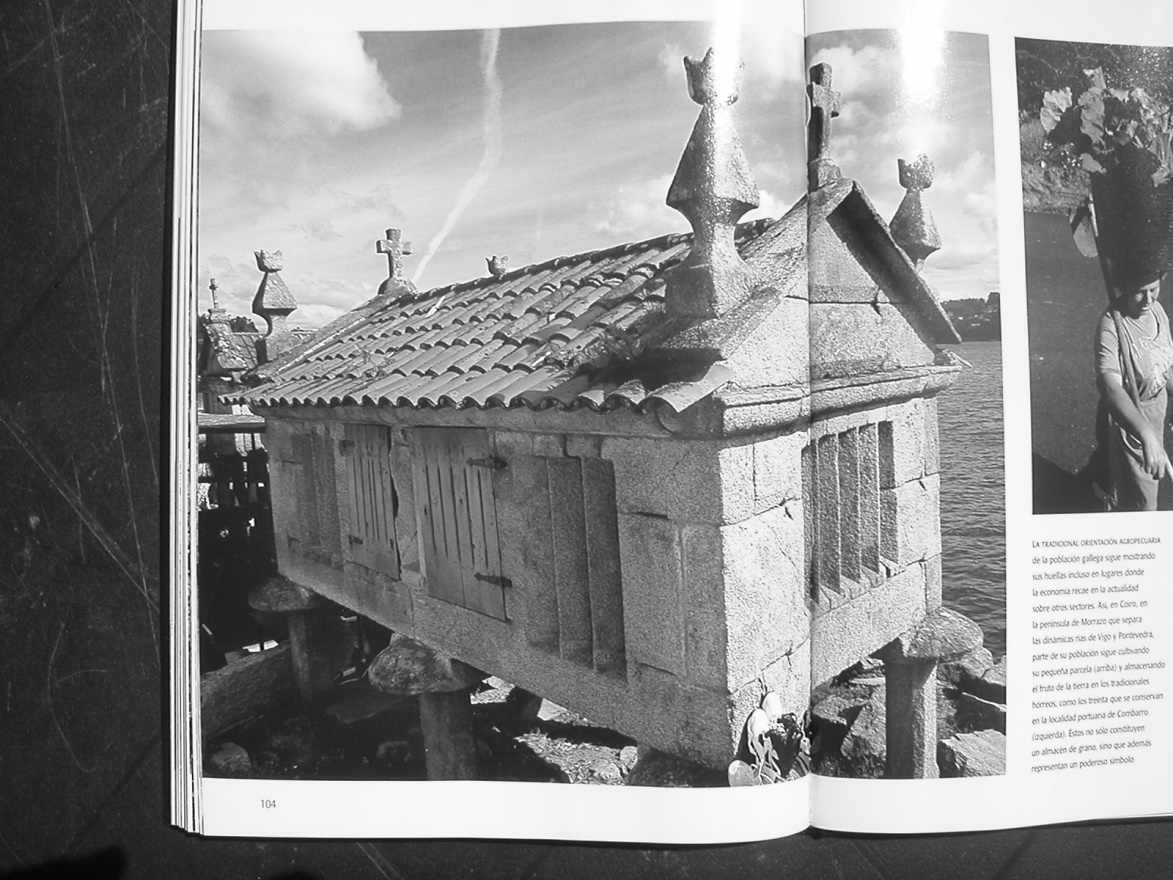 LA TRADICIONAL ORIENTACIÓN AGROPECUARIA
de la población gallega sigue mostrando
sus huellas incluso en lugares donde
la economía recae en la actualidad
sobre otros sectores. Así, en Coiro, en
la península de Morrazo que separa
las dinámicas rías de Vigo y Pontevedra,
parte de su población sigue cultivando
su pequeña parcela (arriba) y almacenando
el fruto de la tierra en los tradicionales
hórreos, como los treinta que se conservan
en la localidad portuaria de Combarro
(izquierda). Éstos no sólo constituyen
un almacén de grano, sino que además
representan un poderoso símbolo
104